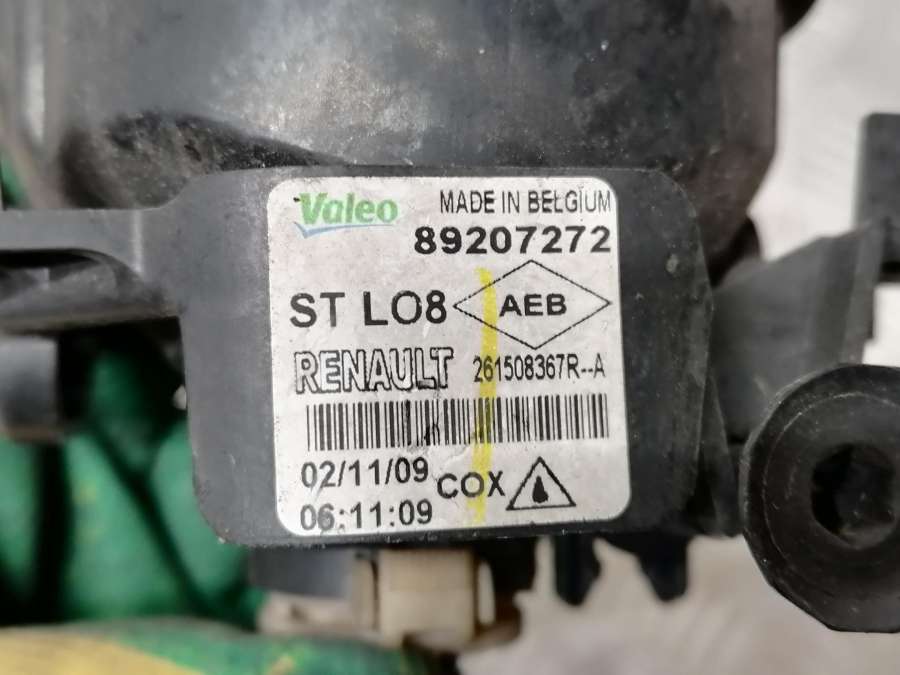 Valeo MADE IN BELGIUM
89207272
ST LO8 AEB
RENAULT 261508367R--A
02/11/09 COX
06:11:09